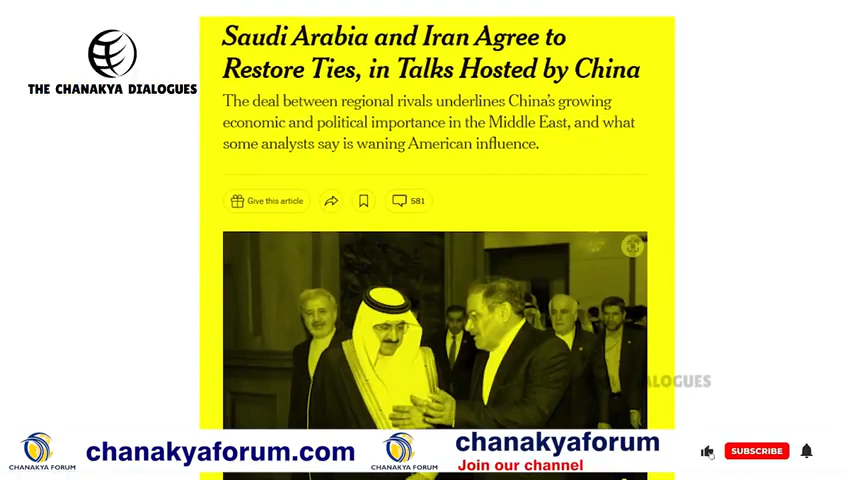 Saudi Arabia and Iran Agree to
Restore Ties, in Talks Hosted by China
THE CHANAKYA DIALOGUES
The deal between regional rivals underlines China's growing
economic and political importance in the Middle East, and what
some analysts say is waning American influence.
Give this article
581
ALOGUES
CHANAKYA FORUM
chanakyaforum.com
CHANAKYA FORUM
chanakyaforum
Join our channel
SUBSCRIBE